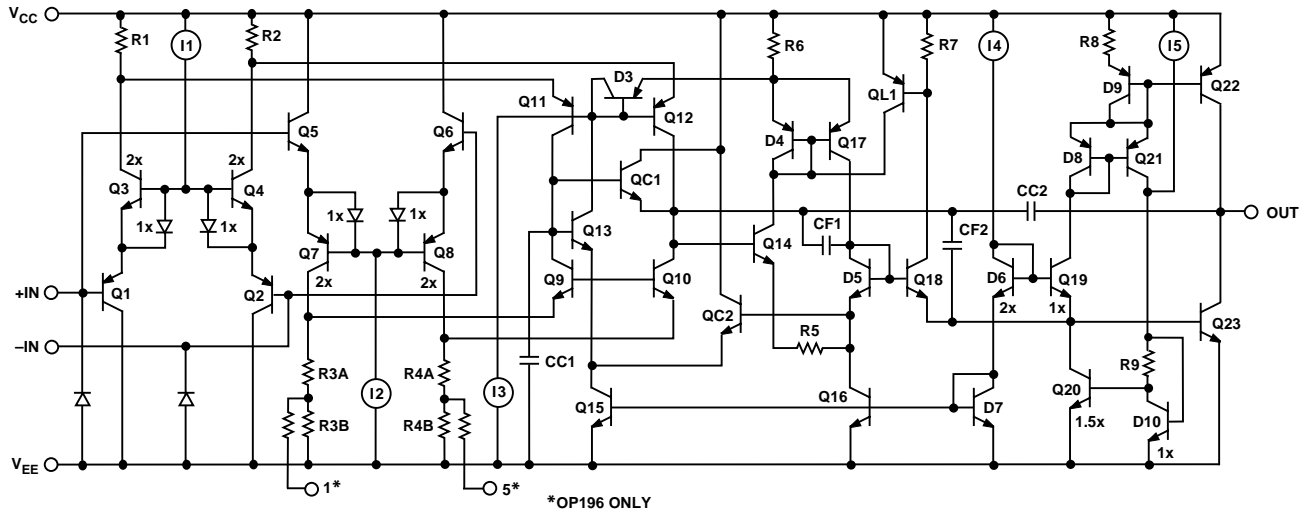 VCC
R1
I1
R2
R6
R7
I4
R8
I5
D3
Q11
Q12
QL1
D9
Q22
Q5
Q6
D4
Q17
D8
Q21
2x
2x
Q3
Q4
QC1
CC2
1x
1x
1x
1x
OUT
Q13
Q14
CF1
CF2
Q7
Q8
2x
2x
Q9
Q10
D5
Q18
D6
Q19
2x
1x
+IN
Q1
Q2
QC2
Q23
–IN
R5
CC1
R3A
R4A
I2
I3
R9
Q15
Q16
D7
Q20
1.5x
D10
1x
R3B
R4B
VEE
1*
5*
*OP196 ONLY